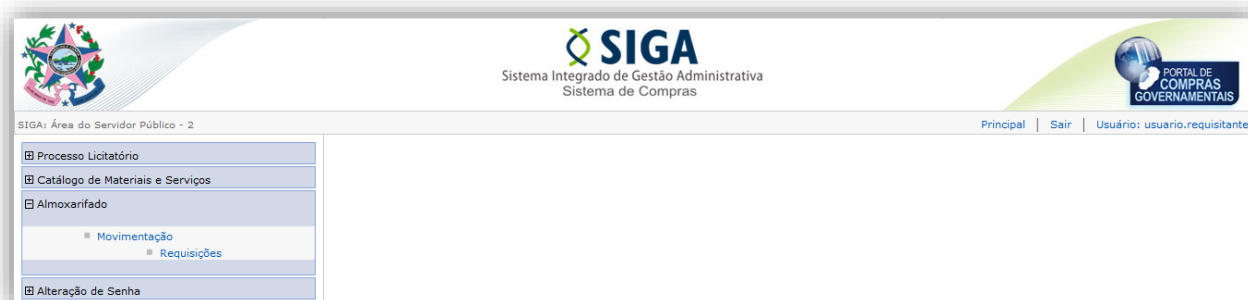 SIGA
Sistema Integrado de Gestão Administrativa
Sistema de Compras
PORTAL DE
COMPRAS
GOVERNAMENTAIS
SIGA: Área do Servidor Público - 2
Principal | Sair | Usuário: usuario.requisitante
Processo Licitatório
Catálogo de Materiais e Serviços
Almoxarifado
Movimentação
Requisições
Alteração de Senha